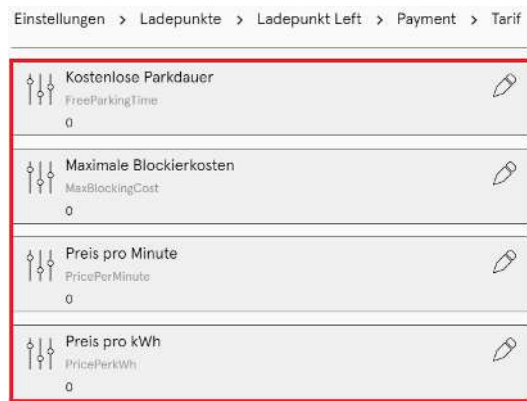 Einstellungen > Ladepunkte > Ladepunkt Left > Payment > Tarif
Kostenlose Parkdauer
FreeParkingTime
0
Maximale Blockierkosten
MaxBlockingCost
0
Preis pro Minute
PricePerMinute
0
Preis pro kWh
PricePerkWh
0